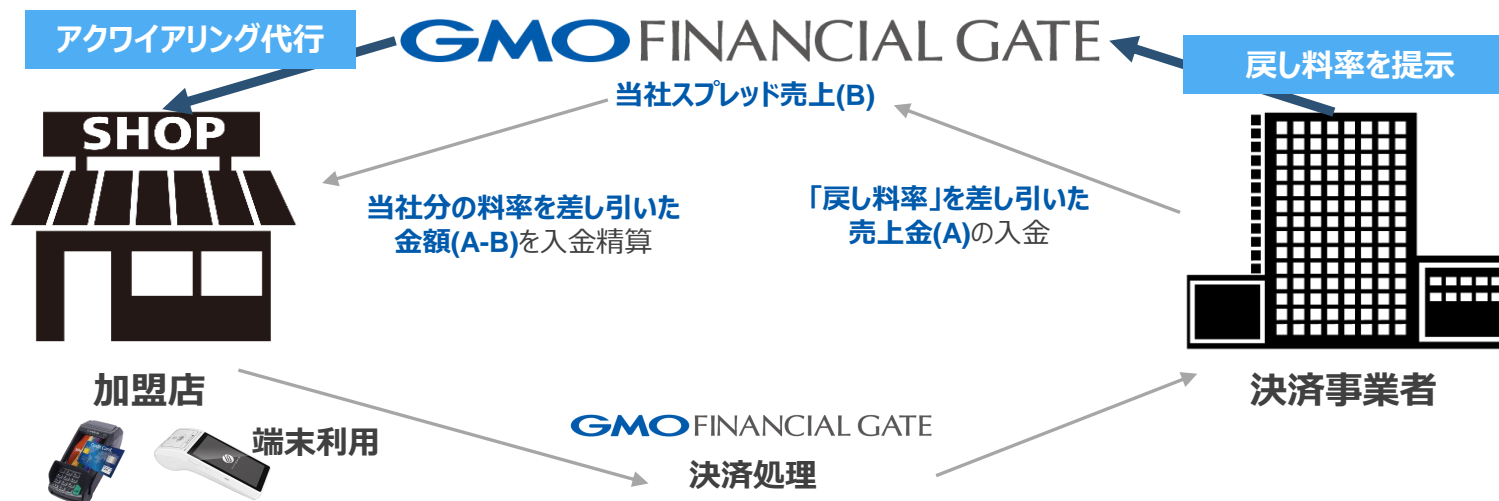 アクワイアリング代行
GMO FINANCIAL GATE
戻し料率を提示
当社スプレッド売上(B)
SHOP
当社分の料率を差し引いた
金額(A-B)を入金精算
「戻し料率」を差し引いた
売上金(A)の入金
加盟店
決済事業者
端末利用
GMO FINANCIAL GATE
決済処理